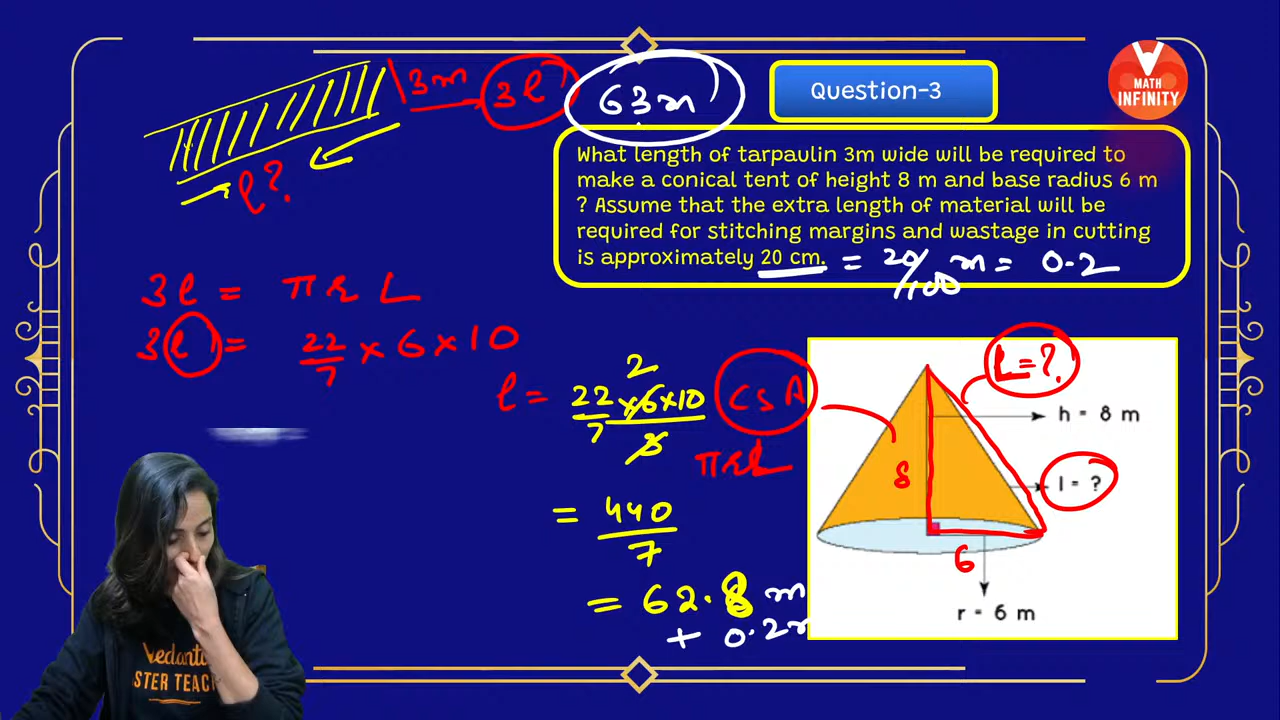 3m 3l
63m
Question-3
V
MATH
INFINITY
l?
What length of tarpaulin 3m wide will be required to
make a conical tent of height 8 m and base radius 6 m
? Assume that the extra length of material will be
required for stitching margins and wastage in cutting
is approximately 20 cm. = 20/100 m = 0.2
3l = πr L
3l = 22/7 × 6 × 10
l = 22/7 × 6 × 10 / 3
2
CSA
πrL
= 440/7
= 62.8 m
+ 0.2
L = ?
h = 8 m
8
l = ?
6
r = 6 m
Vedantu
STER TEAC